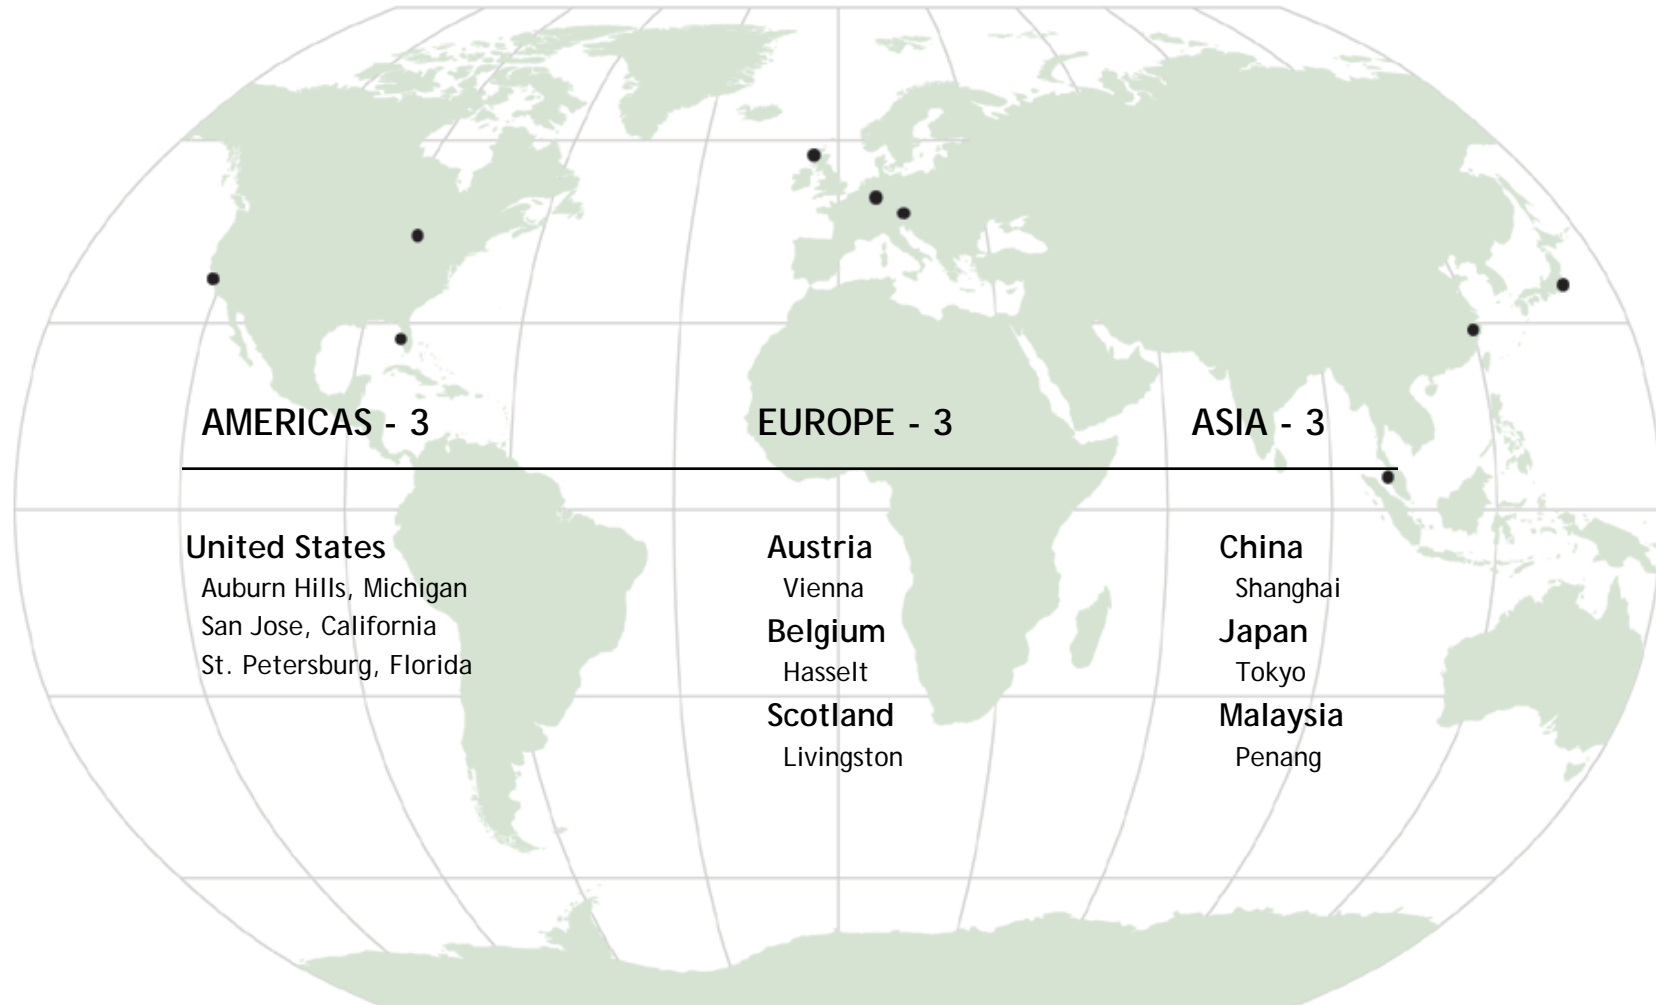 AMERICAS - 3
EUROPE - 3
ASIA - 3
United States
Auburn Hills, Michigan
San Jose, California
St. Petersburg, Florida
Austria
Vienna
Belgium
Hasselt
Scotland
Livingston
China
Shanghai
Japan
Tokyo
Malaysia
Penang